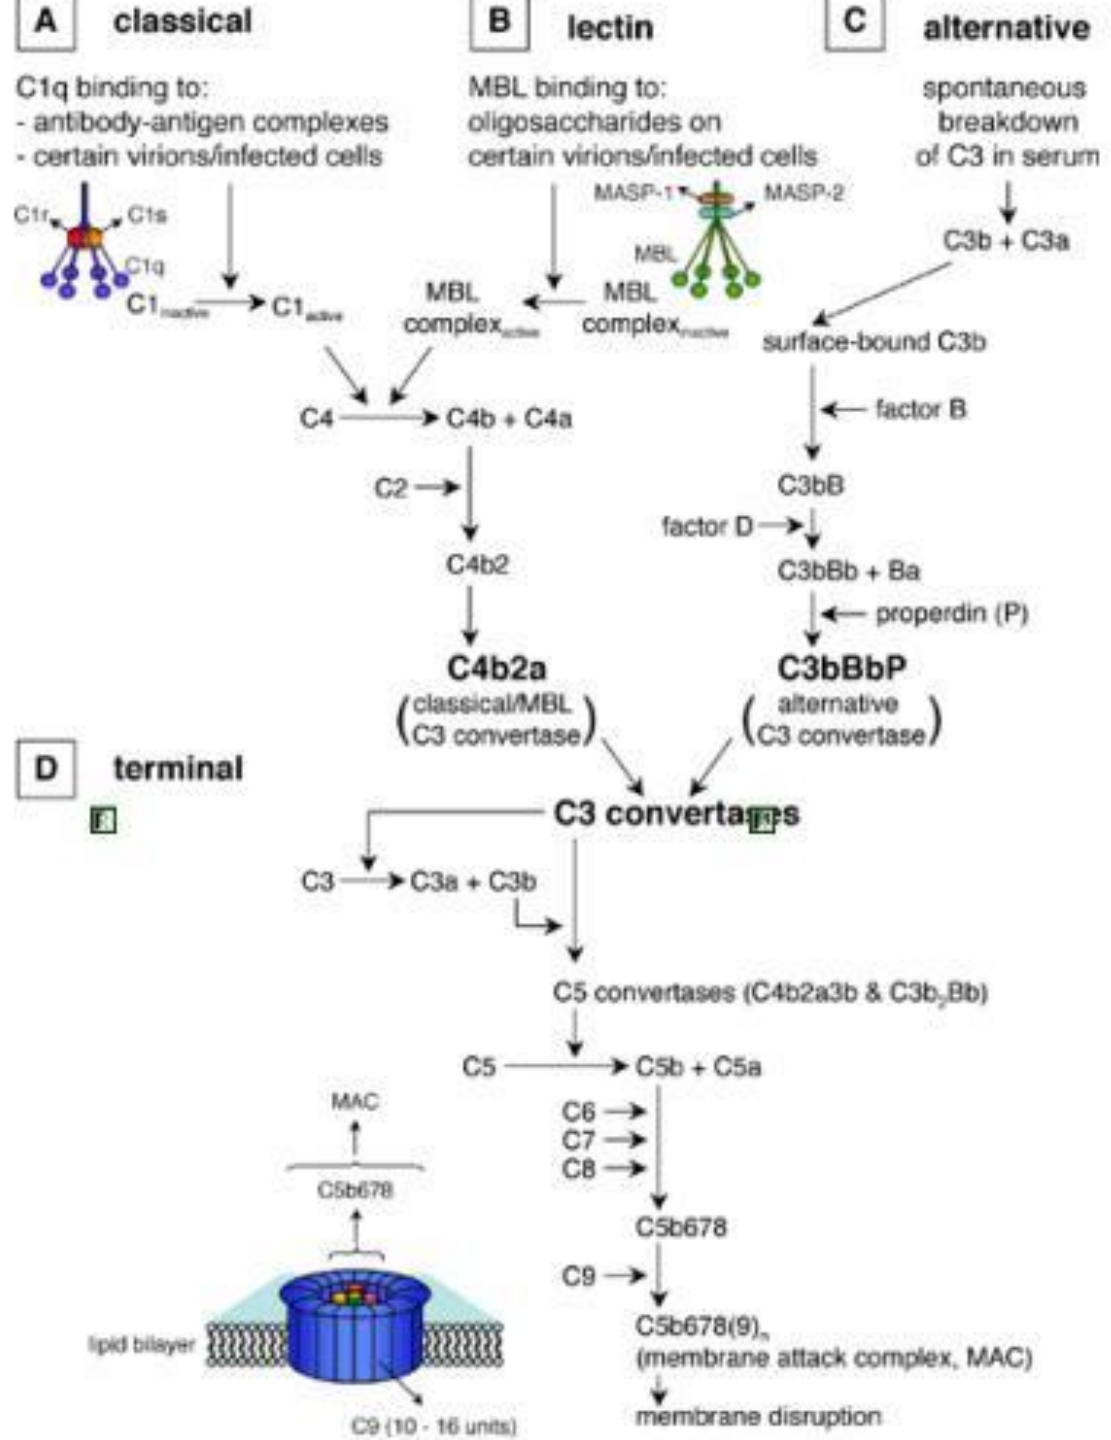 A classical
C1q binding to:
- antibody-antigen complexes
- certain virions/infected cells
C1r
C1s
C1q
C1inactive
C1active
B lectin
MBL binding to:
oligosaccharides on
certain virions/infected cells
MASP-1
MASP-2
MBL
MBL
complexactive
MBL
complexinactive
C4
C4b + C4a
C2
C4b2
C4b2a
(classical/MBL
C3 convertase)
C alternative
spontaneous
breakdown
of C3 in serum
C3b + C3a
surface-bound C3b
factor B
C3bB
factor D
C3bBb + Ba
properdin (P)
C3bBbP
(alternative
C3 convertase)
D terminal
C3 convertases
C3
C3a + C3b
C5 convertases (C4b2a3b & C3b2Bb)
C5
C5b + C5a
C6
C7
C8
C5b678
C9
C5b678(9)n
(membrane attack complex, MAC)
membrane disruption
MAC
C5b678
lipid bilayer
C9 (10 - 16 units)